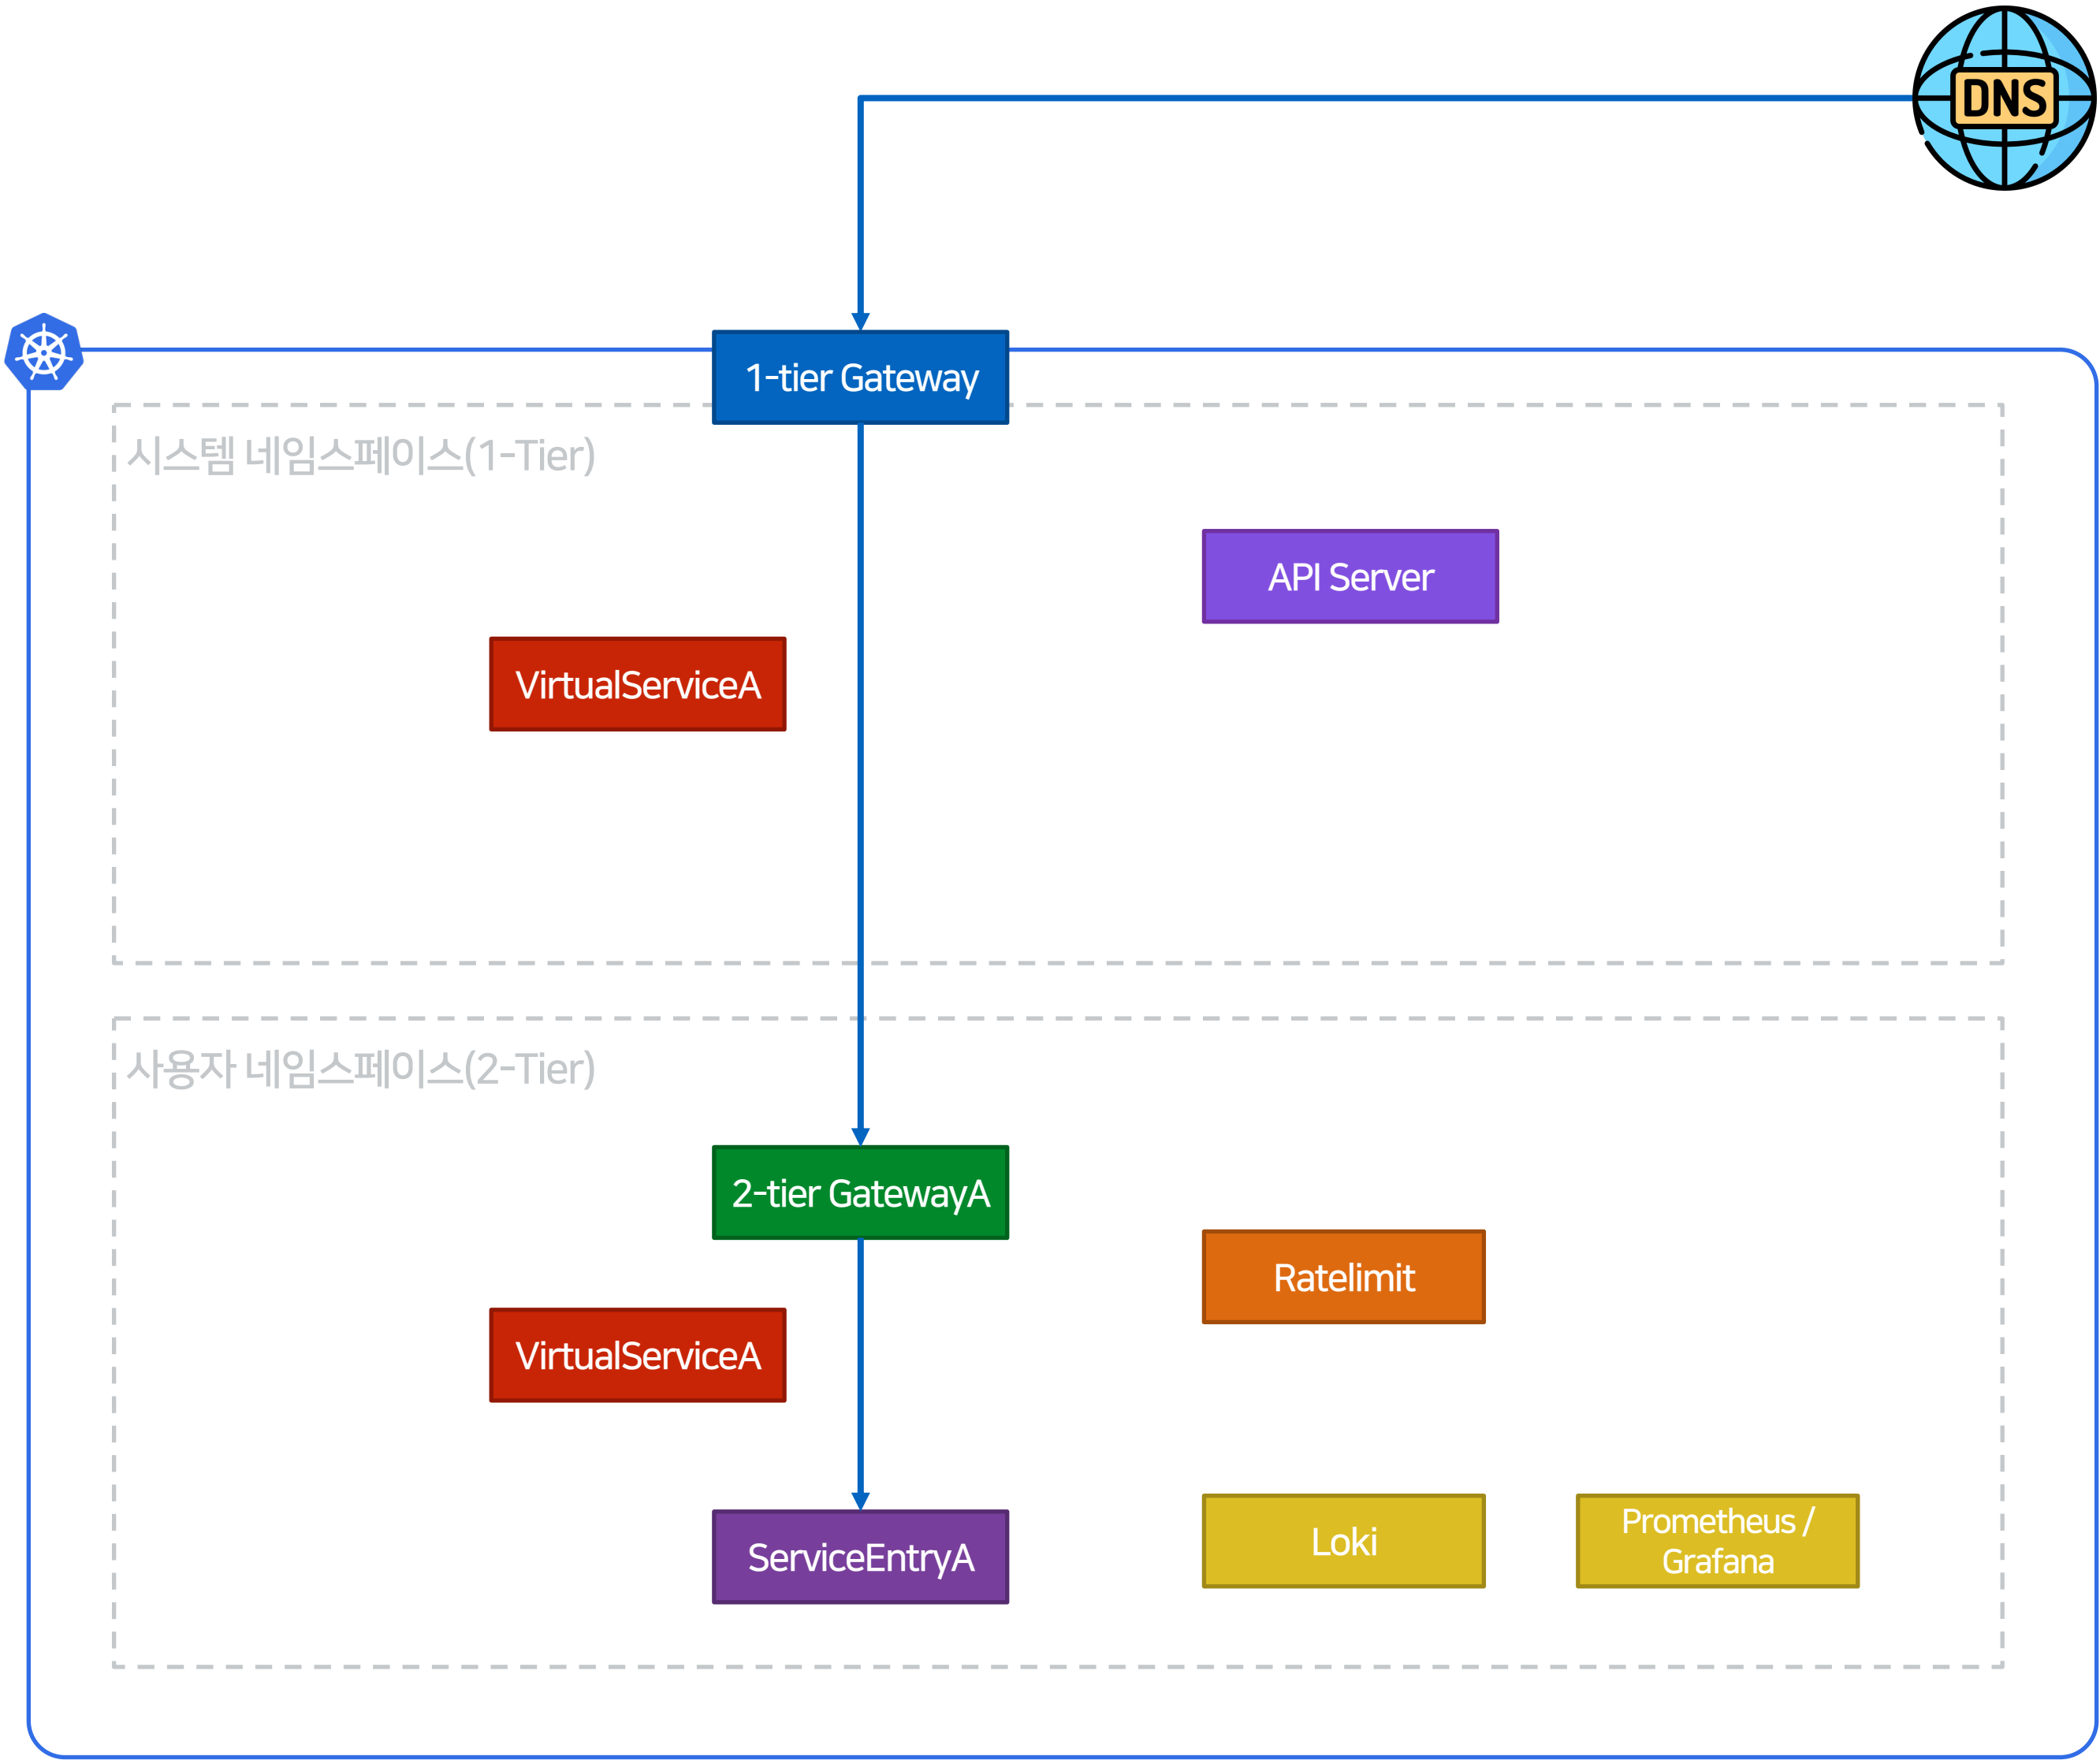 DNS
1-tier Gateway
시스템 네임스페이스(1-Tier)
API Server
VirtualServiceA
사용자 네임스페이스(2-Tier)
2-tier GatewayA
Ratelimit
VirtualServiceA
ServiceEntryA
Loki
Prometheus /
Grafana